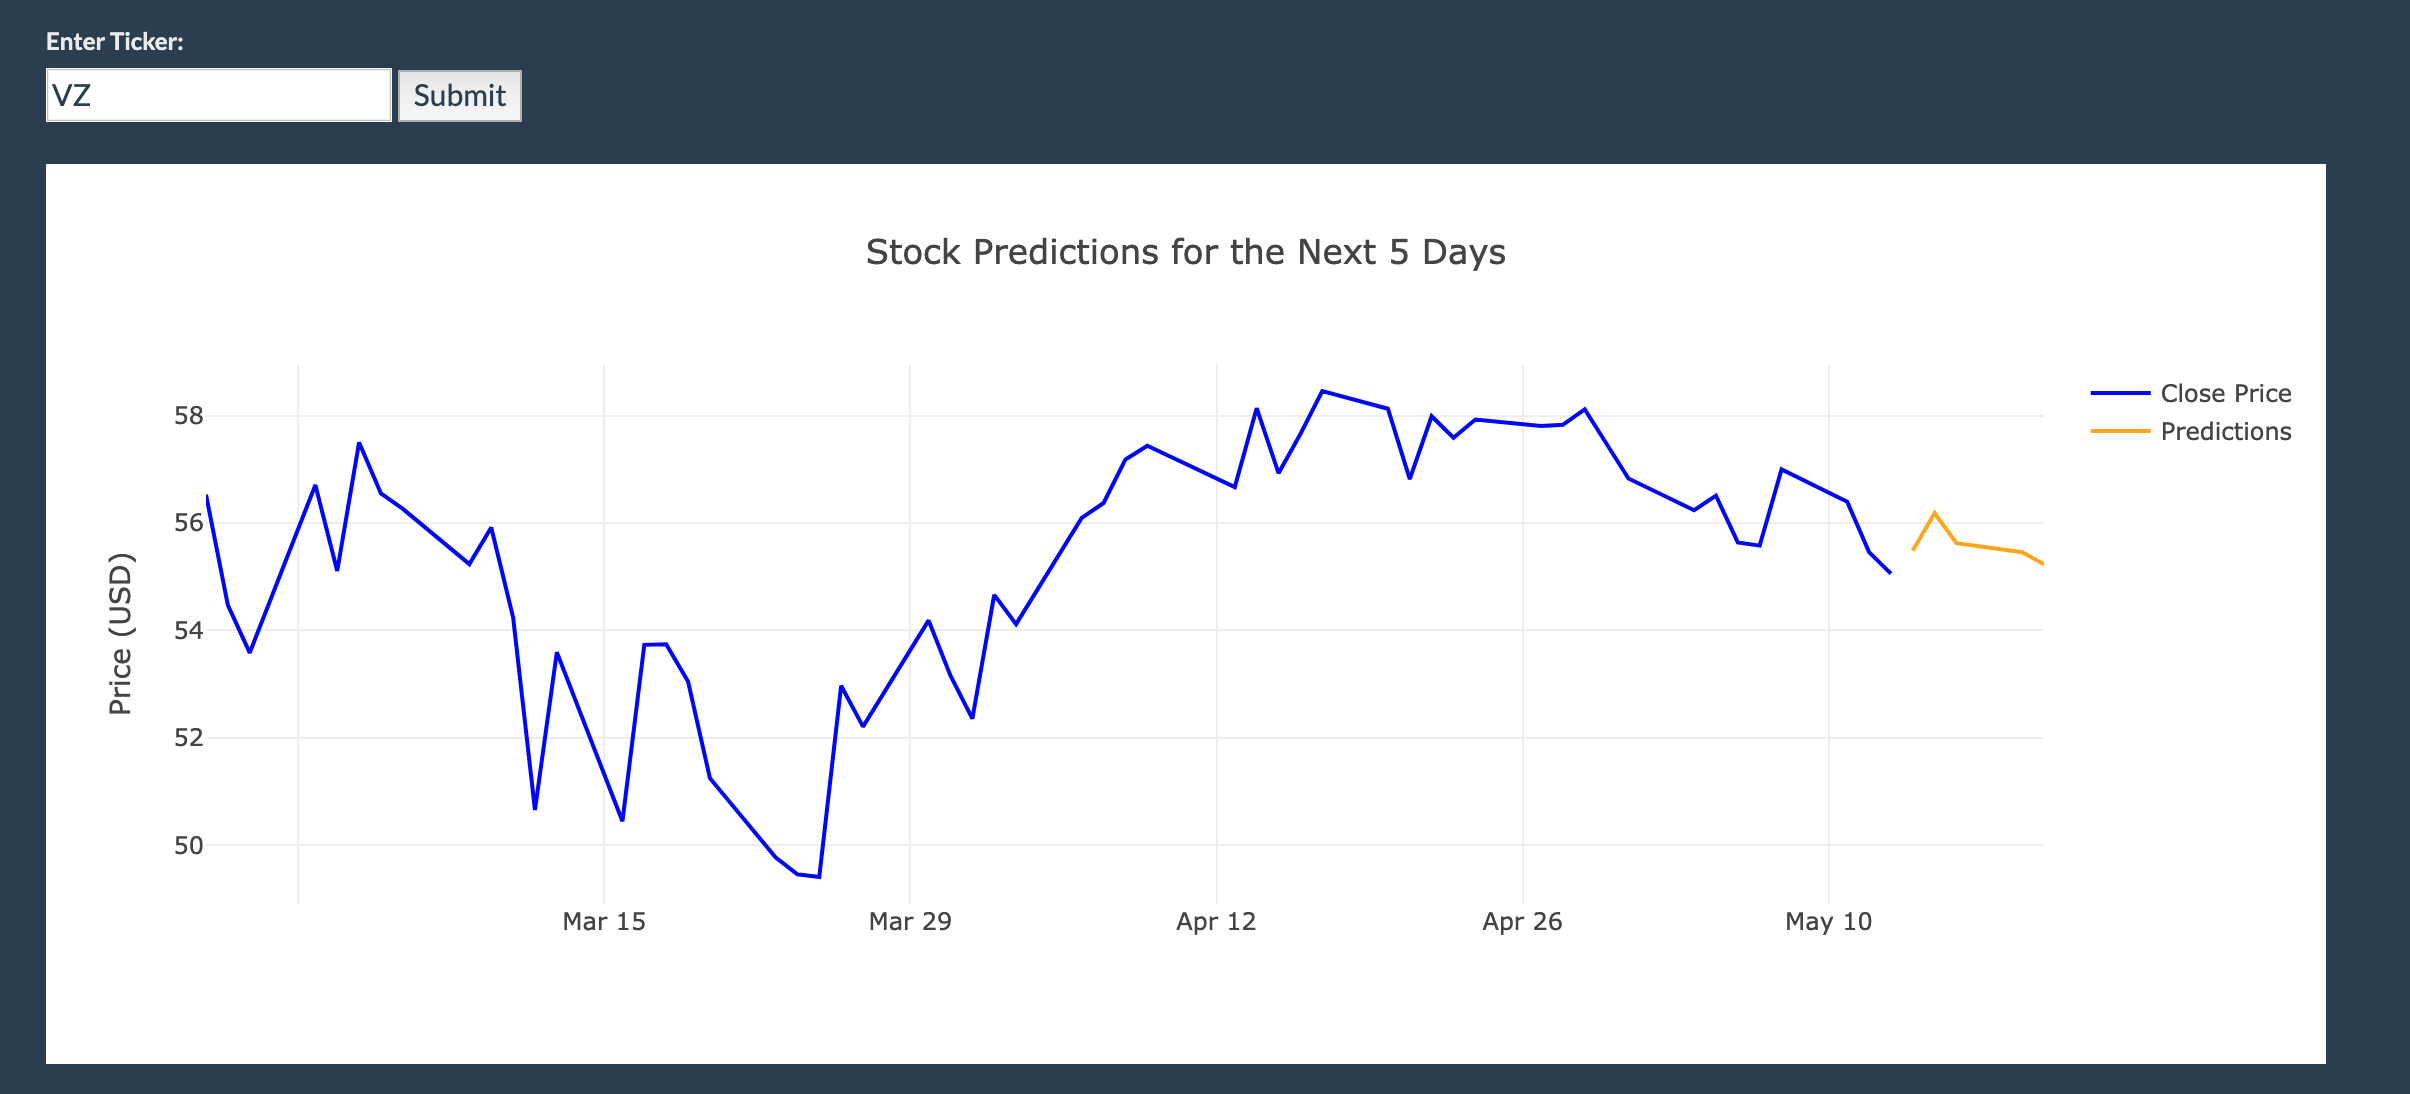 Enter Ticker:
VZ
Submit
Stock Predictions for the Next 5 Days
Close Price
Predictions
Price (USD)
58
56
54
52
50
Mar 15
Mar 29
Apr 12
Apr 26
May 10